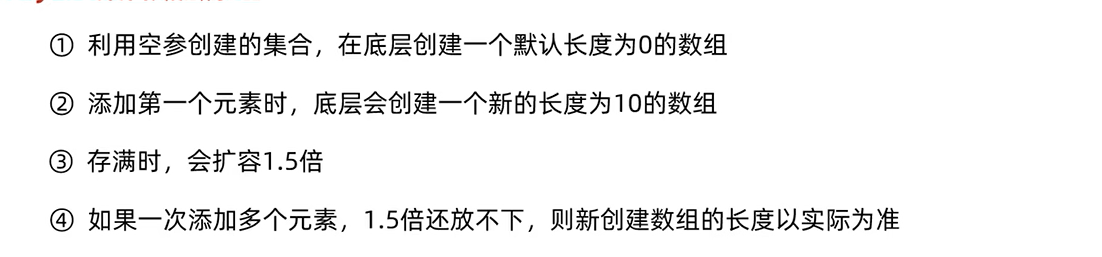 ① 利用空参创建的集合，在底层创建一个默认长度为0的数组
② 添加第一个元素时，底层会创建一个新的长度为10的数组
③ 存满时，会扩容1.5倍
④ 如果一次添加多个元素，1.5倍还放不下，则新创建数组的长度以实际为准